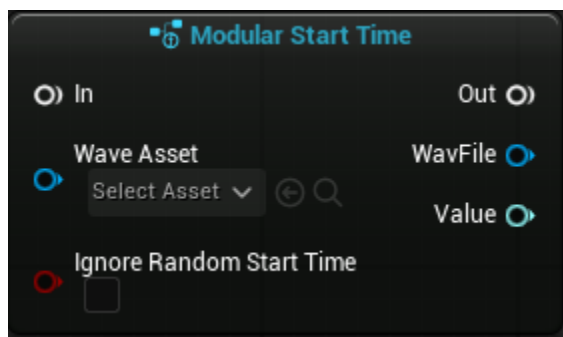 Modular Start Time
In
Out
Wave Asset
WavFile
Select Asset
Value
Ignore Random Start Time